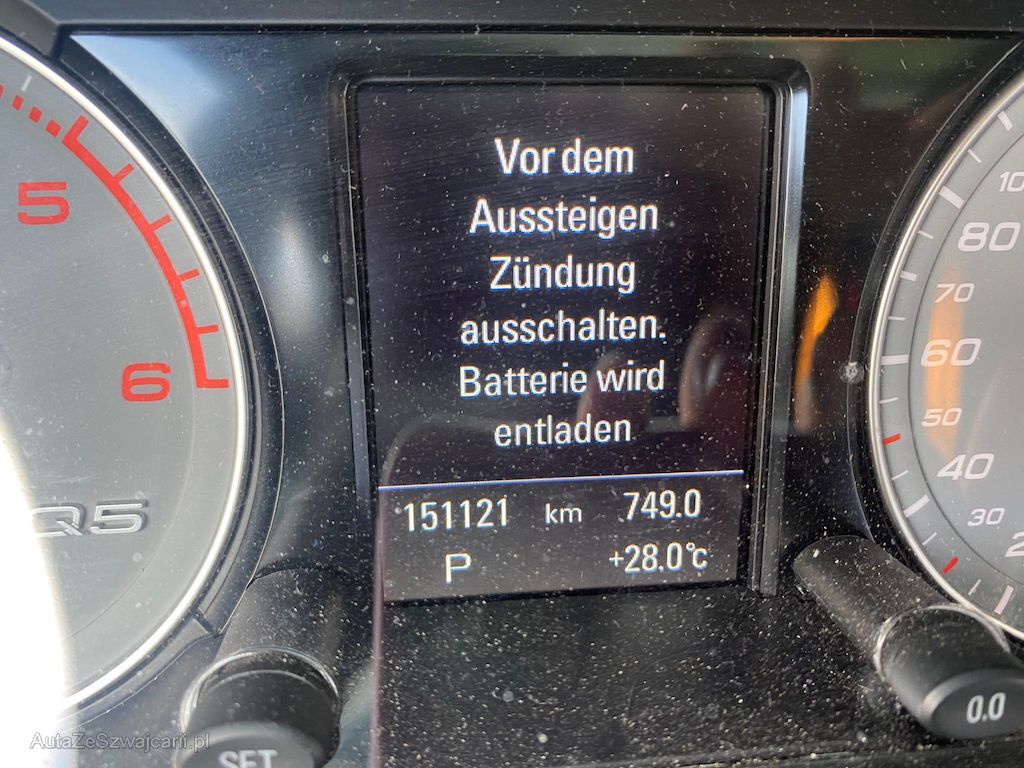 Vor dem
Aussteigen
Zündung
ausschalten.
Batterie wird
entladen
151121 km 749.0
P +28.0°C
5
6
Q5
80
70
60
50
40
30
SET
0.0
AutaZeSzwajcarii.pl